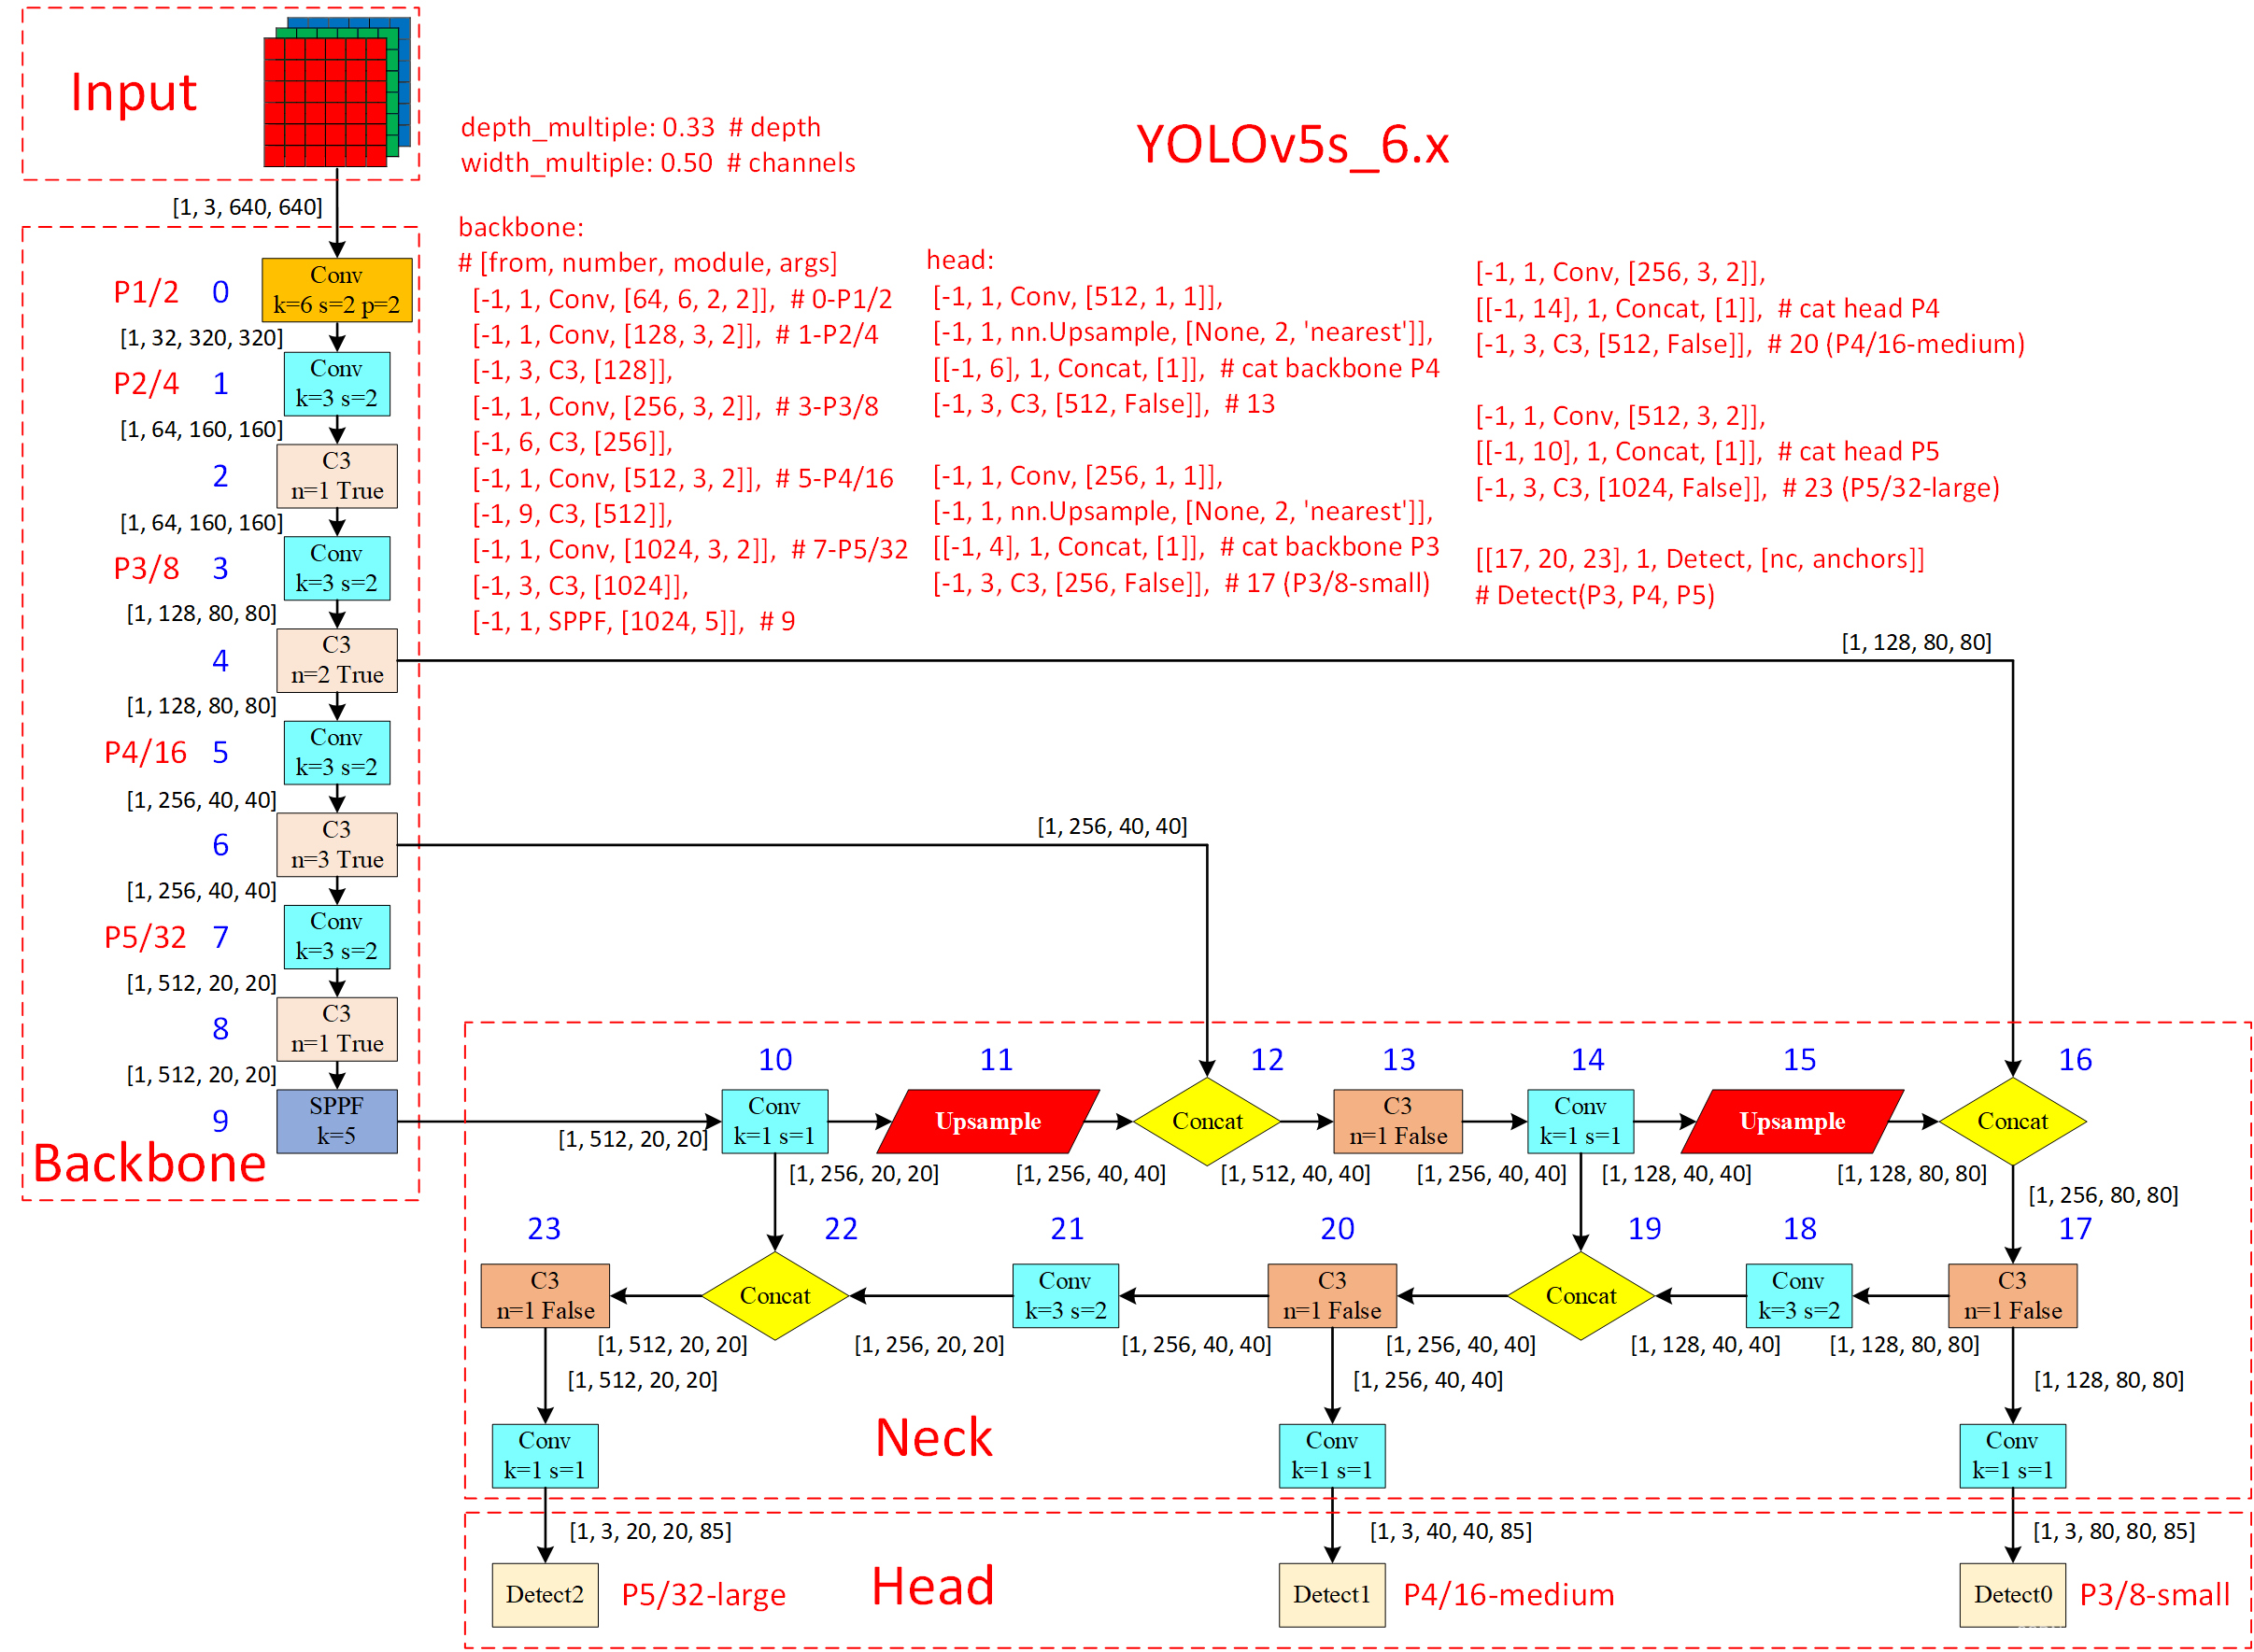 Input
depth_multiple: 0.33  # depth
width_multiple: 0.50  # channels
YOLOv5s_6.x
[1, 3, 640, 640]
backbone:
# [from, number, module, args]
[-1, 1, Conv, [64, 6, 2, 2]],  # 0-P1/2
[-1, 1, Conv, [128, 3, 2]],  # 1-P2/4
[-1, 3, C3, [128]],
[-1, 1, Conv, [256, 3, 2]],  # 3-P3/8
[-1, 6, C3, [256]],
[-1, 1, Conv, [512, 3, 2]],  # 5-P4/16
[-1, 9, C3, [512]],
[-1, 1, Conv, [1024, 3, 2]],  # 7-P5/32
[-1, 3, C3, [1024]],
[-1, 1, SPPF, [1024, 5]],  # 9
head:
[-1, 1, Conv, [512, 1, 1]],
[-1, 1, nn.Upsample, [None, 2, 'nearest']],
[[-1, 6], 1, Concat, [1]],  # cat backbone P4
[-1, 3, C3, [512, False]],  # 13
[-1, 1, Conv, [256, 1, 1]],
[-1, 1, nn.Upsample, [None, 2, 'nearest']],
[[-1, 4], 1, Concat, [1]],  # cat backbone P3
[-1, 3, C3, [256, False]],  # 17 (P3/8-small)
[-1, 1, Conv, [256, 3, 2]],
[[-1, 14], 1, Concat, [1]],  # cat head P4
[-1, 3, C3, [512, False]],  # 20 (P4/16-medium)
[-1, 1, Conv, [512, 3, 2]],
[[-1, 10], 1, Concat, [1]],  # cat head P5
[-1, 3, C3, [1024, False]],  # 23 (P5/32-large)
[[17, 20, 23], 1, Detect, [nc, anchors]]
# Detect(P3, P4, P5)
P1/2 0
Conv
k=6 s=2 p=2
[1, 32, 320, 320]
P2/4 1
Conv
k=3 s=2
[1, 64, 160, 160]
2
C3
n=1 True
[1, 64, 160, 160]
P3/8 3
Conv
k=3 s=2
[1, 128, 80, 80]
4
C3
n=2 True
[1, 128, 80, 80]
[1, 128, 80, 80]
P4/16 5
Conv
k=3 s=2
[1, 256, 40, 40]
6
C3
n=3 True
[1, 256, 40, 40]
[1, 256, 40, 40]
P5/32 7
Conv
k=3 s=2
[1, 512, 20, 20]
8
C3
n=1 True
[1, 512, 20, 20]
9
SPPF
k=5
Backbone
[1, 512, 20, 20]
10
Conv
k=1 s=1
[1, 256, 20, 20]
11
Upsample
[1, 256, 40, 40]
12
Concat
[1, 512, 40, 40]
13
C3
n=1 False
[1, 256, 40, 40]
14
Conv
k=1 s=1
[1, 128, 40, 40]
15
Upsample
[1, 128, 80, 80]
16
Concat
[1, 256, 80, 80]
23
C3
n=1 False
[1, 512, 20, 20]
22
Concat
[1, 256, 20, 20]
21
Conv
k=3 s=2
[1, 256, 40, 40]
20
C3
n=1 False
[1, 256, 40, 40]
19
Concat
[1, 128, 40, 40]
18
Conv
k=3 s=2
[1, 128, 80, 80]
17
C3
n=1 False
[1, 512, 20, 20]
[1, 256, 40, 40]
[1, 128, 80, 80]
Conv
k=1 s=1
Neck
Conv
k=1 s=1
Conv
k=1 s=1
[1, 3, 20, 20, 85]
[1, 3, 40, 40, 85]
[1, 3, 80, 80, 85]
Detect2
P5/32-large
Head
Detect1
P4/16-medium
Detect0
P3/8-small